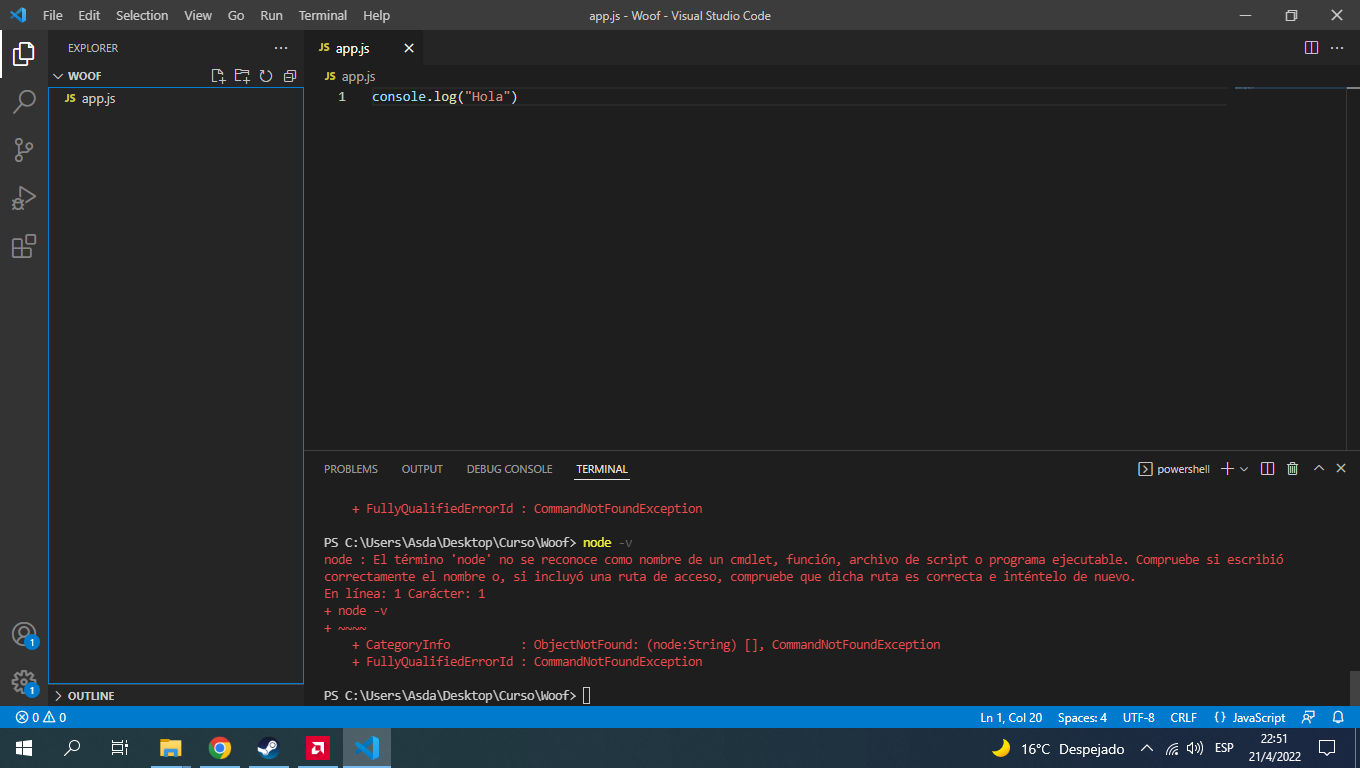 File Edit Selection View Go Run Terminal Help
app.js - Woof - Visual Studio Code
EXPLORER
WOOF
JS app.js
OUTLINE
JS app.js
JS app.js
1 console.log("Hola")
PROBLEMS OUTPUT DEBUG CONSOLE TERMINAL
powershell
+ FullyQualifiedErrorId : CommandNotFoundException
PS C:\Users\Asda\Desktop\Curso\Woof> node -v
node : El término 'node' no se reconoce como nombre de un cmdlet, función, archivo de script o programa ejecutable. Compruebe si escribió
correctamente el nombre o, si incluyó una ruta de acceso, compruebe que dicha ruta es correcta e inténtelo de nuevo.
En línea: 1 Carácter: 1
+ node -v
+ ~~~~
+ CategoryInfo : ObjectNotFound: (node:String) [], CommandNotFoundException
+ FullyQualifiedErrorId : CommandNotFoundException
PS C:\Users\Asda\Desktop\Curso\Woof>
1
1
0 0
Ln 1, Col 20 Spaces: 4 UTF-8 CRLF {} JavaScript
16°C Despejado
ESP
22:51
21/4/2022